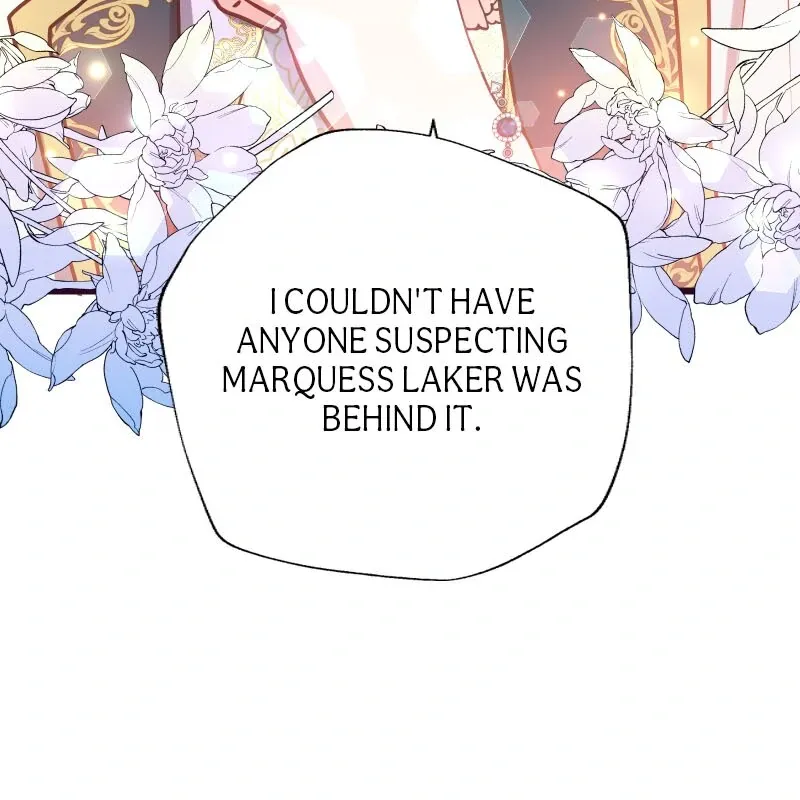 I COULDN'T HAVE
ANYONE SUSPECTING
MARQUESS LAKER WAS
BEHIND IT.